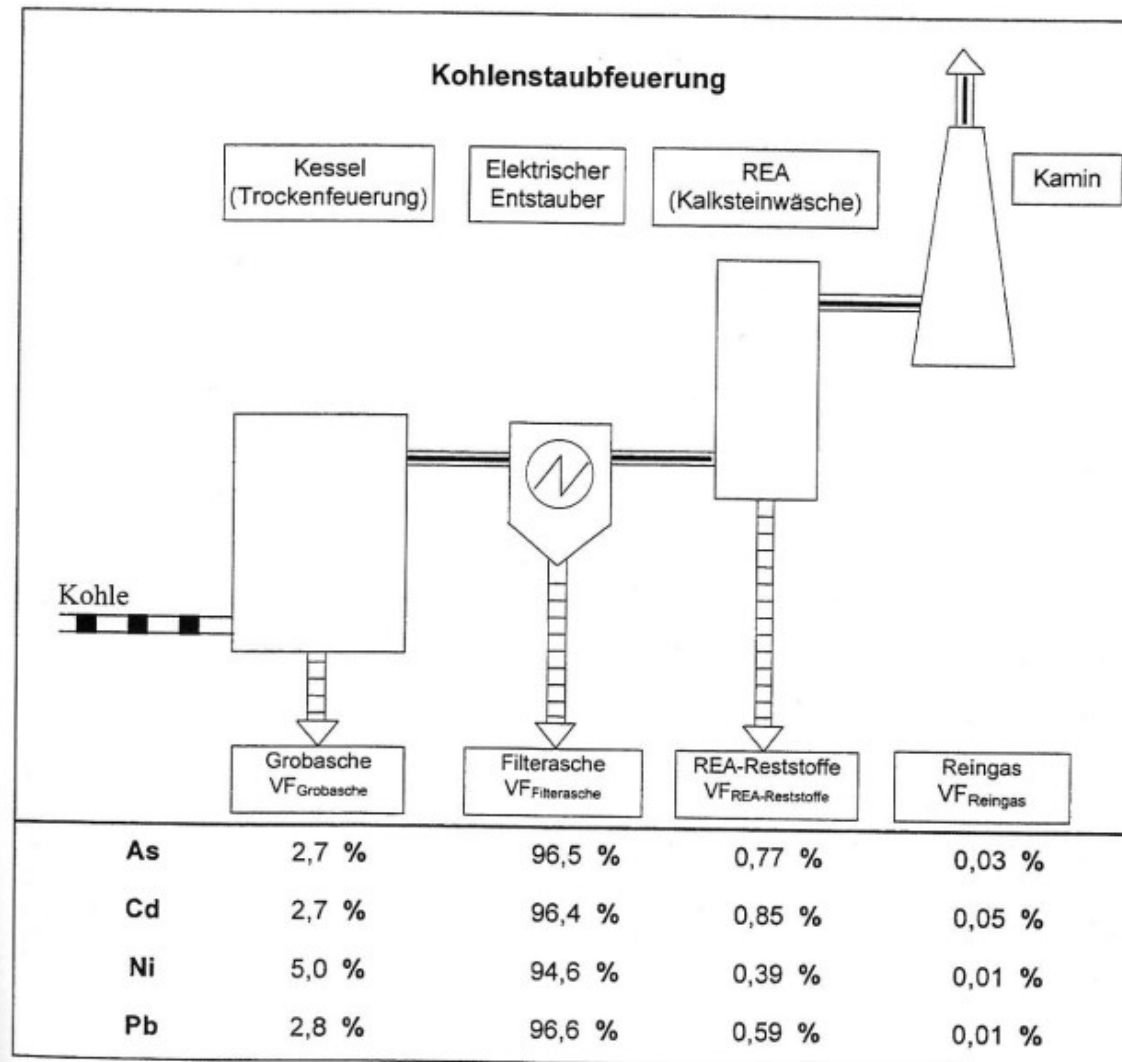 Kohlenstaubfeuerung
Kessel
(Trockenfeuerung)
Elektrischer
Entstauber
REA
(Kalksteinwäsche)
Kamin
Kohle
Grobasche
VFGrobasche
Filterasche
VFFilterasche
REA-Reststoffe
VFREA-Reststoffe
Reingas
VFReingas
As 2,7 % 96,5 % 0,77 % 0,03 %
Cd 2,7 % 96,4 % 0,85 % 0,05 %
Ni 5,0 % 94,6 % 0,39 % 0,01 %
Pb 2,8 % 96,6 % 0,59 % 0,01 %